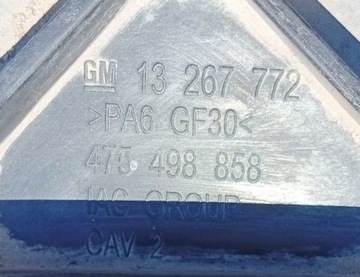 GM 13 267 772
>PA6 GF30<
475 498 858
IAC GROUP
CAV 2